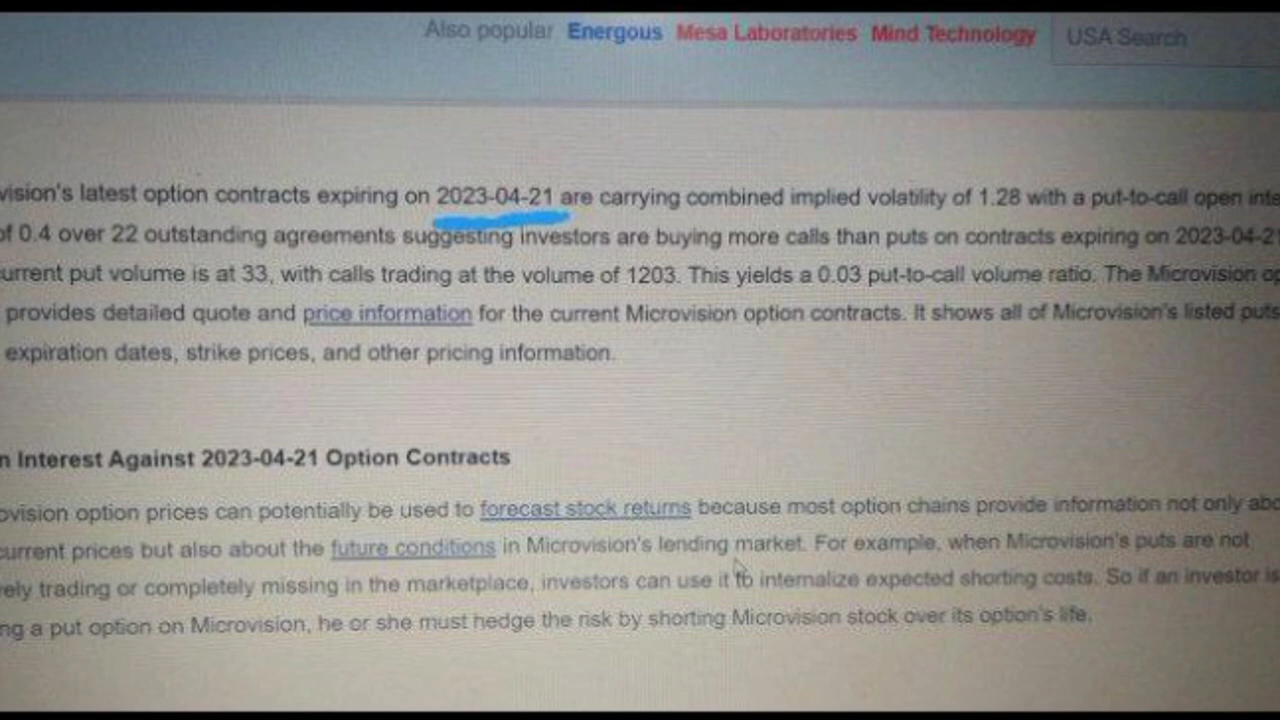 Also popular Energous Mesa Laboratories Mind Technology USA Search
vision's latest option contracts expiring on 2023-04-21 are carrying combined implied volatility of 1.28 with a put-to-call open inte
of 0.4 over 22 outstanding agreements suggesting investors are buying more calls than puts on contracts expiring on 2023-04-2
urrent put volume is at 33, with calls trading at the volume of 1203. This yields a 0.03 put-to-call volume ratio. The Microvision op
provides detailed quote and price information for the current Microvision option contracts. It shows all of Microvision's listed puts
expiration dates, strike prices, and other pricing information.
n Interest Against 2023-04-21 Option Contracts
ovision option prices can potentially be used to forecast stock returns because most option chains provide information not only abo
current prices but also about the future conditions in Microvision's lending market. For example, when Microvision's puts are not
vely trading or completely missing in the marketplace, investors can use it to internalize expected shorting costs. So if an investor is
ng a put option on Microvision, he or she must hedge the risk by shorting Microvision stock over its option's life.